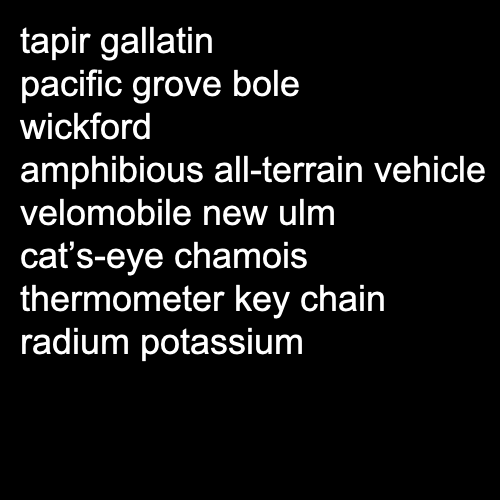 tapir gallatin
pacific grove bole
wickford
amphibious all-terrain vehicle
velomobile new ulm
cat’s-eye chamois
thermometer key chain
radium potassium